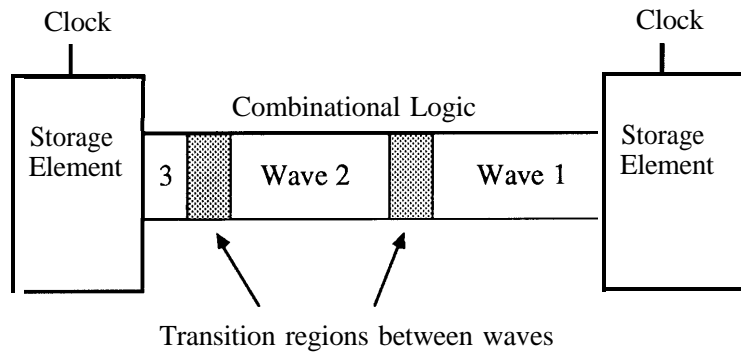 Clock
Clock
Combinational Logic
Storage
Element
Storage
Element
3
Wave 2
Wave 1
Transition regions between waves